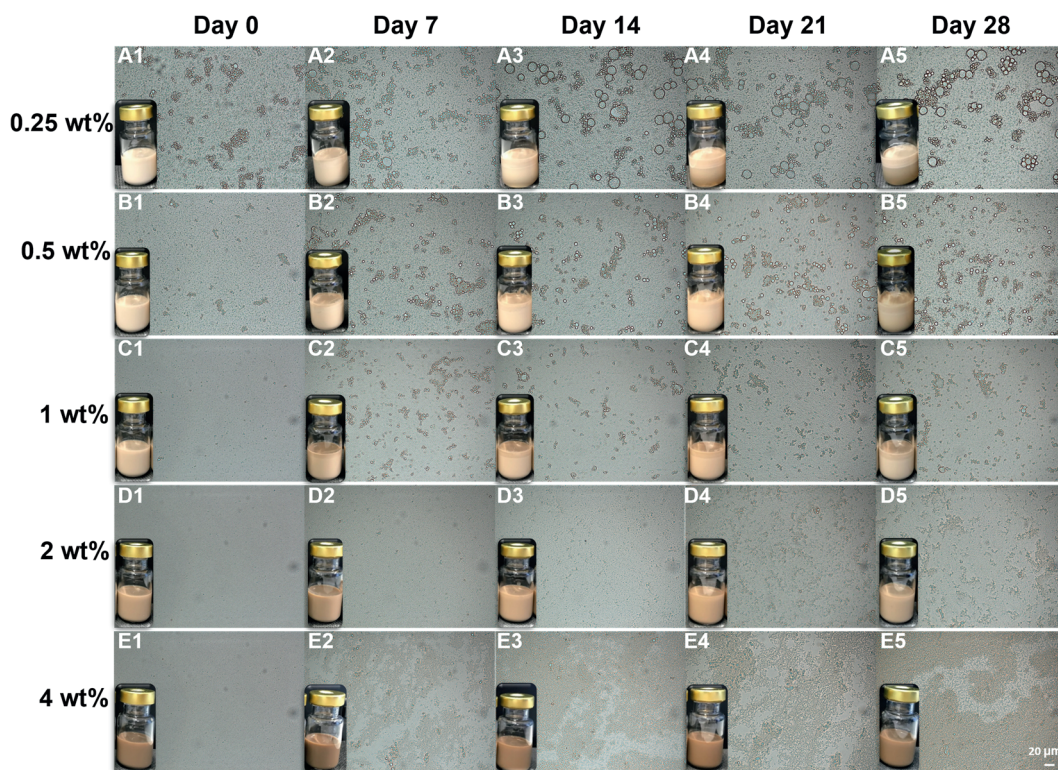 Day 0 Day 7 Day 14 Day 21 Day 28
A1 A2 A3 A4 A5
0.25 wt%
B1 B2 B3 B4 B5
0.5 wt%
C1 C2 C3 C4 C5
1 wt%
D1 D2 D3 D4 D5
2 wt%
E1 E2 E3 E4 E5
4 wt%
20 µm